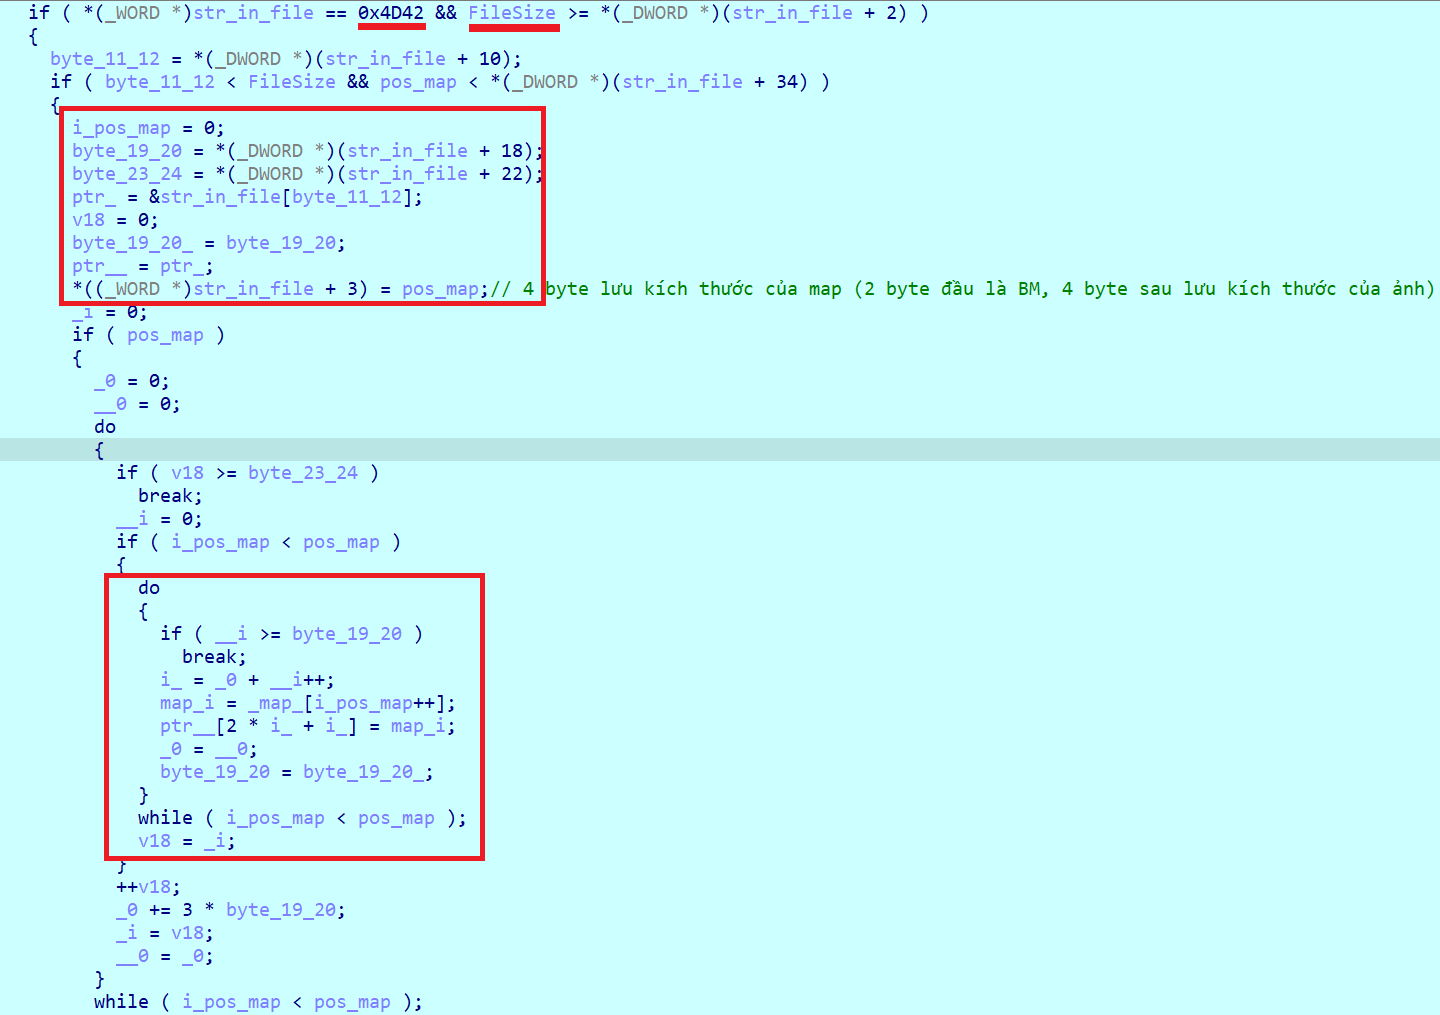 if ( *(_WORD *)str_in_file == 0x4D42 && FileSize >= *(_DWORD *)(str_in_file + 2) )
{
byte_11_12 = *(_DWORD *)(str_in_file + 10);
if ( byte_11_12 < FileSize && pos_map < *(_DWORD *)(str_in_file + 34) )
{
i_pos_map = 0;
byte_19_20 = *(_DWORD *)(str_in_file + 18);
byte_23_24 = *(_DWORD *)(str_in_file + 22);
ptr_ = &str_in_file[byte_11_12];
v18 = 0;
byte_19_20_ = byte_19_20;
ptr__ = ptr_;
*((_WORD *)str_in_file + 3) = pos_map;// 4 byte lưu kích thước của map (2 byte đầu là BM, 4 byte sau lưu kích thước của ảnh)
_i = 0;
if ( pos_map )
{
_0 = 0;
__0 = 0;
do
{
if ( v18 >= byte_23_24 )
break;
__i = 0;
if ( i_pos_map < pos_map )
{
do
{
if ( __i >= byte_19_20 )
break;
i_ = _0 + __i++;
map_i = _map_[i_pos_map++];
ptr__[2 * i_ + i_] = map_i;
_0 = __0;
byte_19_20 = byte_19_20_;
}
while ( i_pos_map < pos_map );
v18 = _i;
}
++v18;
_0 += 3 * byte_19_20;
_i = v18;
__0 = _0;
}
while ( i_pos_map < pos_map );